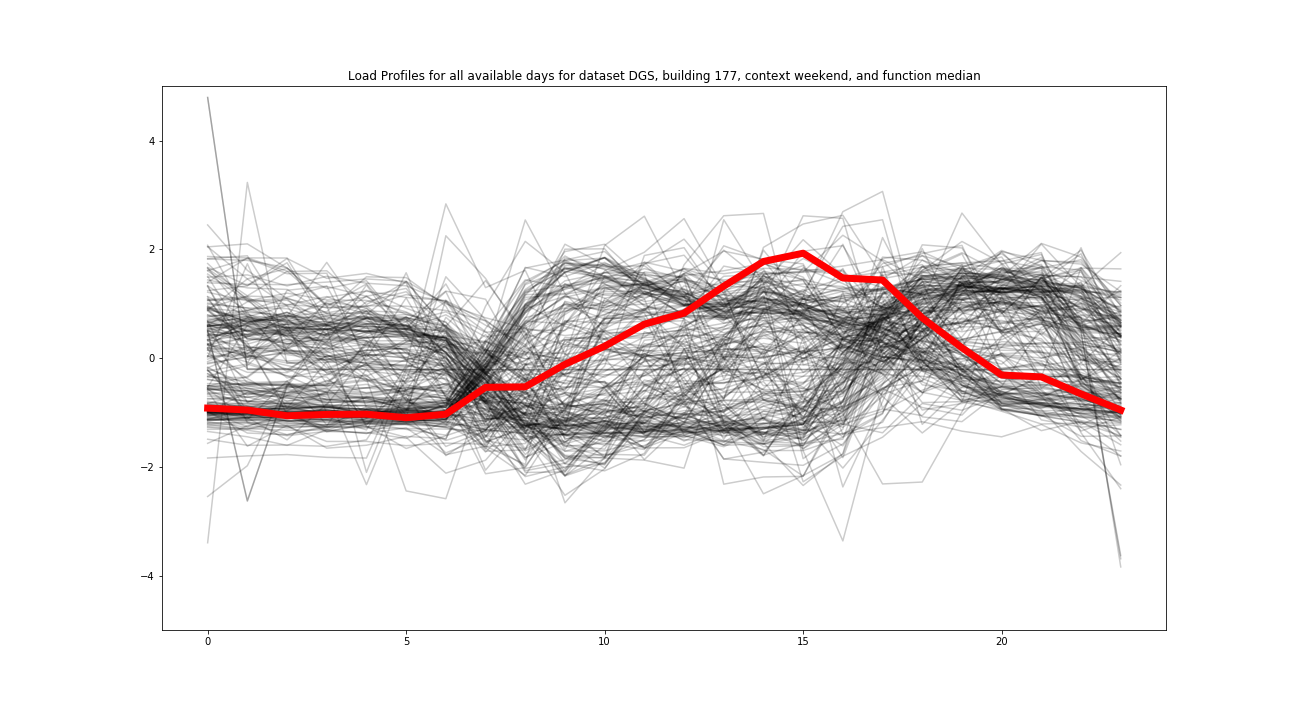 Load Profiles for all available days for dataset DGS, building 177, context weekend, and function median
4
2
0
−2
−4
0 5 10 15 20